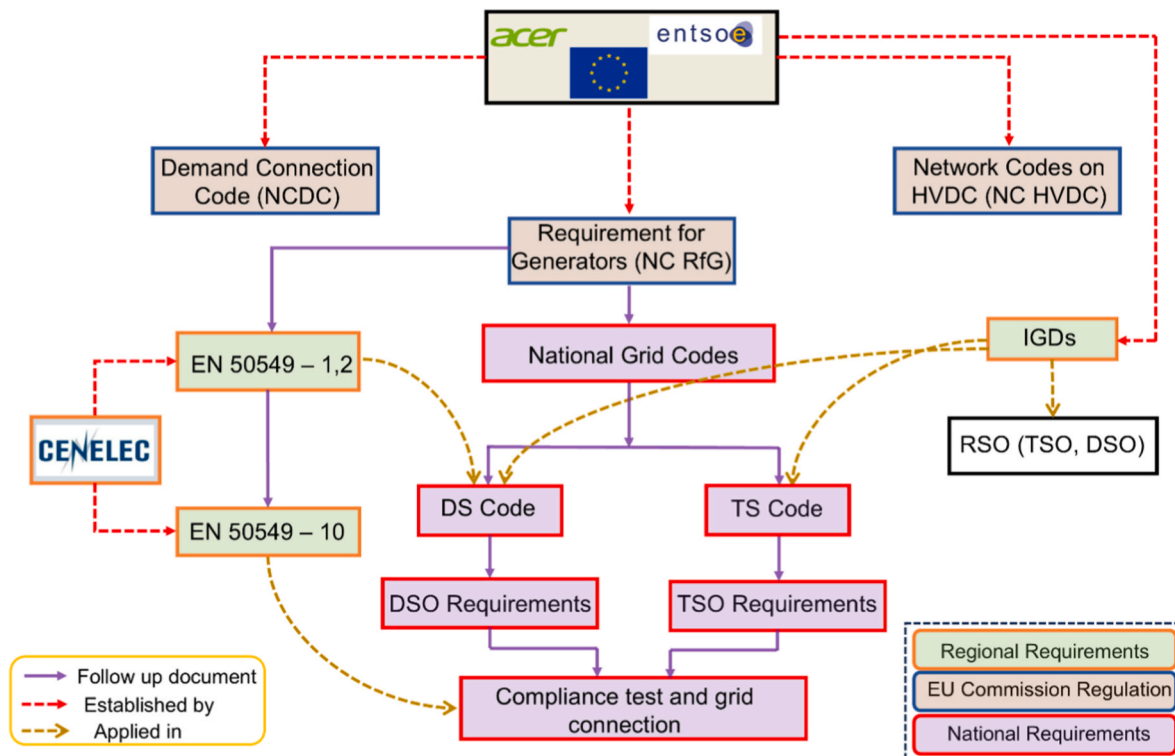 acer
entsoe
Demand Connection
Code (NCDC)
Network Codes on
HVDC (NC HVDC)
Requirement for
Generators (NC RfG)
EN 50549 – 1,2
National Grid Codes
IGDs
CENELEC
RSO (TSO, DSO)
DS Code
TS Code
EN 50549 – 10
DSO Requirements
TSO Requirements
Compliance test and grid
connection
Follow up document
Established by
Applied in
Regional Requirements
EU Commission Regulation
National Requirements